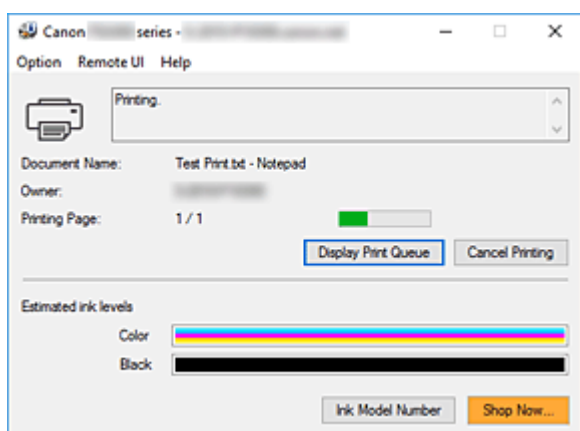 Canon series -
Option Remote UI Help
Printing.
Document Name: Test Print.txt - Notepad
Owner:
Printing Page: 1 / 1
Display Print Queue Cancel Printing
Estimated ink levels
Color
Black
Ink Model Number Shop Now...